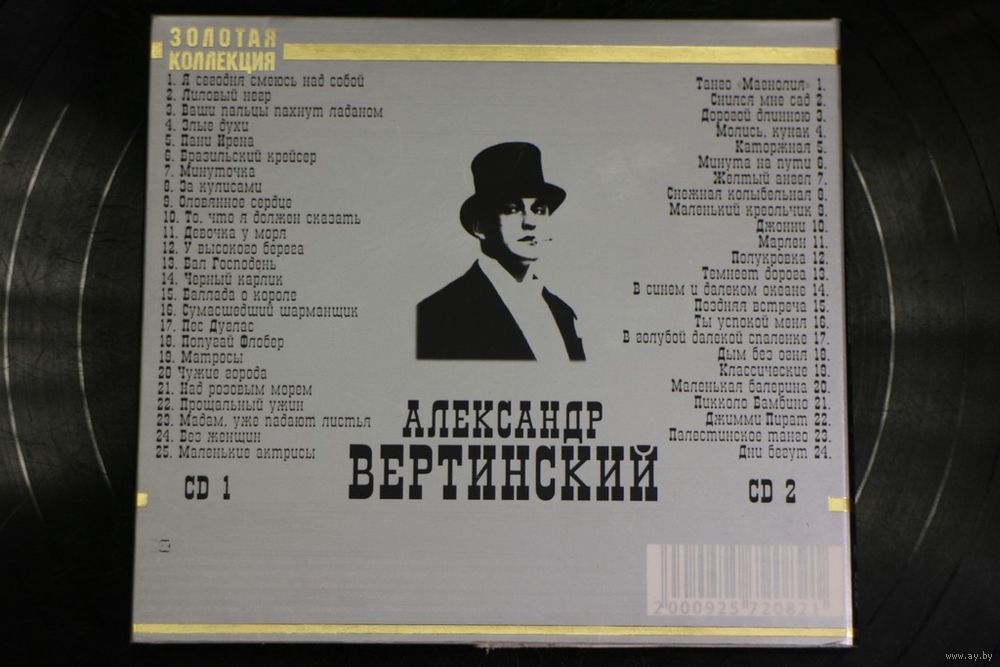 ЗОЛОТАЯ
КОЛЛЕКЦИЯ
1. Я сегодня смеюсь над собой
2. Лиловый негр
3. Ваши пальцы пахнут ладаном
4. Злые духи
5. Пани Ирена
6. Бразильский крейсер
7. Минуточка
8. За кулисами
9. Оловянное сердце
10. То, что я должен сказать
11. Девочка у моря
12. У высокого берега
13. Бал Господень
14. Черный карлик
15. Баллада о короле
16. Сумасшедший шарманщик
17. Пес Дуглас
18. Попугай Флобер
19. Матросы
20 Чужие города
21. Над розовым морем
22. Прощальный ужин
23. Мадам, уже падают листья
24. Без женщин
25. Маленькие актрисы
CD 1
Танго «Магнолия» 1.
Снился мне сад 2.
Дорогой длинною 3.
Молись, кунак 4.
Каторжная 5.
Минута на пути 6.
Желтый ангел 7.
Снежная колыбельная 8.
Маленький креольчик 9.
Джонни 10.
Марлен 11.
Полукровка 12.
Темнеет дорога 13.
В синем и далеком океане 14.
Поздняя встреча 15.
Ты успокой меня 16.
В голубой далекой спаленке 17.
Дым без огня 18.
Классические 19.
Маленькая балерина 20.
Пикколо Бамбино 21.
Джимми Пират 22.
Палестинское танго 23.
Дни бегут 24.
CD 2
АЛЕКСАНДР
ВЕРТИНСКИЙ
2000925 720821
www.ay.by